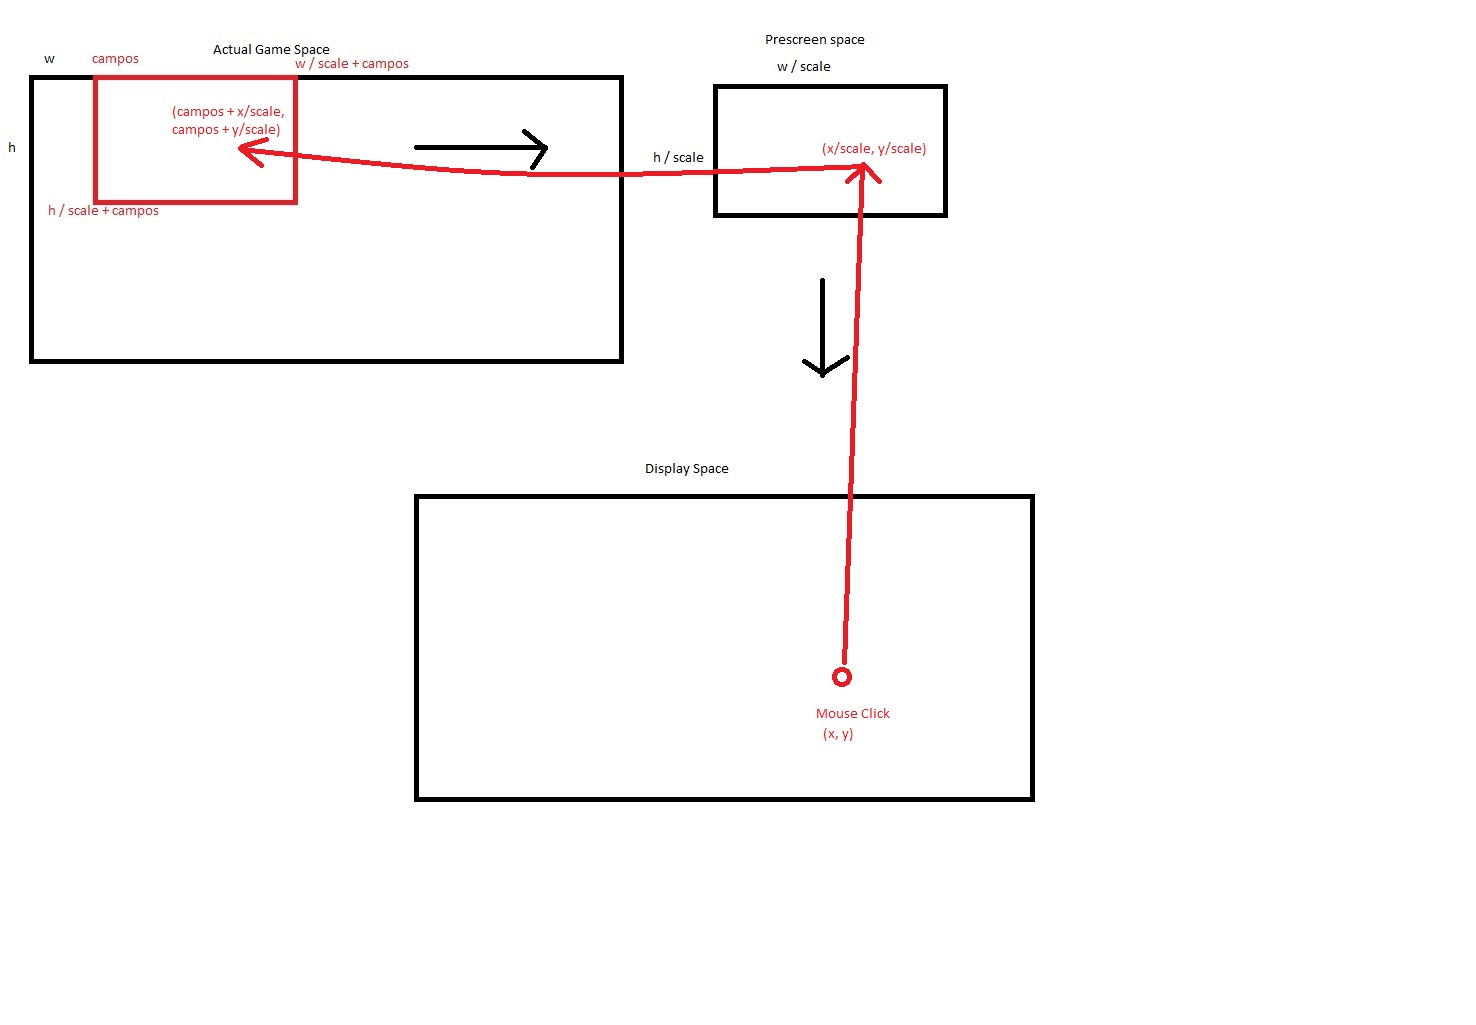 Actual Game Space
w
campos
w / scale + campos
(campos + x/scale,
campos + y/scale)
h
h / scale + campos
Prescreen space
w / scale
h / scale
(x/scale, y/scale)
Display Space
Mouse Click
(x, y)